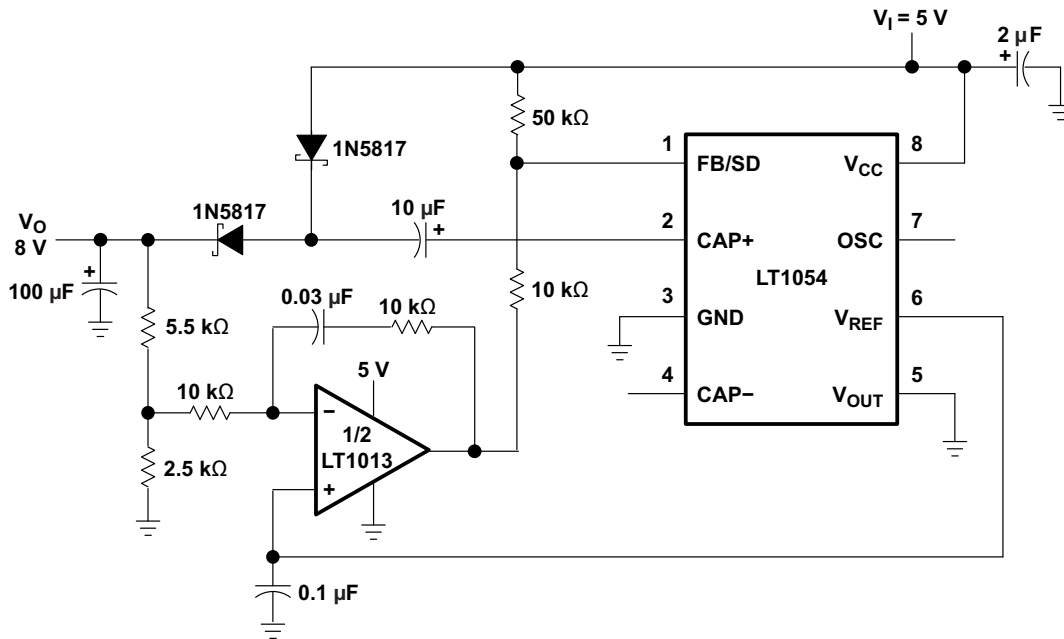 V_I = 5 V
2 µF
+
50 kΩ
1N5817
1
FB/SD
8
V_CC
V_O
8 V
1N5817
10 µF
+
2
CAP+
7
OSC
LT1054
+
100 µF
5.5 kΩ
0.03 µF
10 kΩ
10 kΩ
3
GND
6
V_REF
10 kΩ
5 V
4
CAP−
5
V_OUT
−
1/2
LT1013
+
2.5 kΩ
0.1 µF